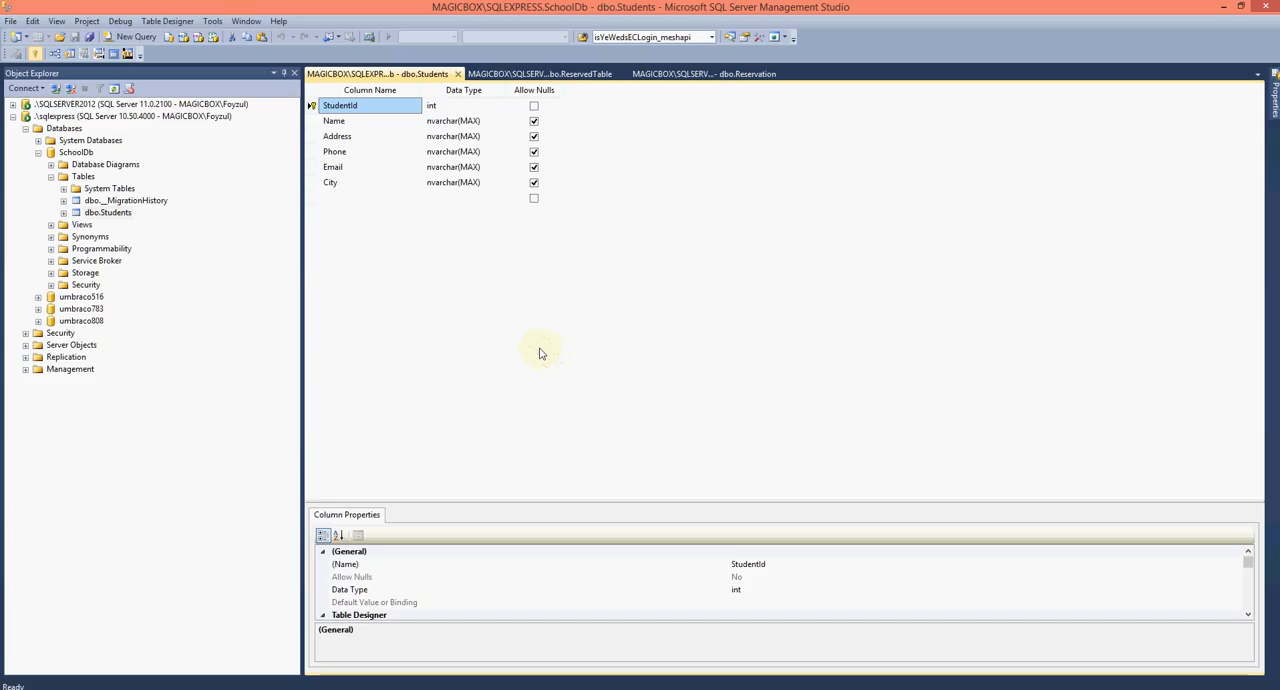 MAGICBOX\SQLEXPRESS.SchoolDb - dbo.Students - Microsoft SQL Server Management Studio
File Edit View Project Debug Table Designer Tools Window Help
New Query isYeWedsECLogin_meshapi
Object Explorer
Connect
.\SQLSERVER2012 (SQL Server 11.0.2100 - MAGICBOX\Foyzul)
.\sqlexpress (SQL Server 10.50.4000 - MAGICBOX\Foyzul)
Databases
System Databases
SchoolDb
Database Diagrams
Tables
System Tables
dbo.__MigrationHistory
dbo.Students
Views
Synonyms
Programmability
Service Broker
Storage
Security
umbraco516
umbraco783
umbraco808
Security
Server Objects
Replication
Management
MAGICBOX\SQLEXPR...b - dbo.Students MAGICBOX\SQLSERV...bo.ReservedTable MAGICBOX\SQLSERV...- dbo.Reservation
Column Name Data Type Allow Nulls
StudentId int
Name nvarchar(MAX)
Address nvarchar(MAX)
Phone nvarchar(MAX)
Email nvarchar(MAX)
City nvarchar(MAX)
Column Properties
(General)
(Name) StudentId
Allow Nulls No
Data Type int
Default Value or Binding
Table Designer
(General)
Properties
Ready